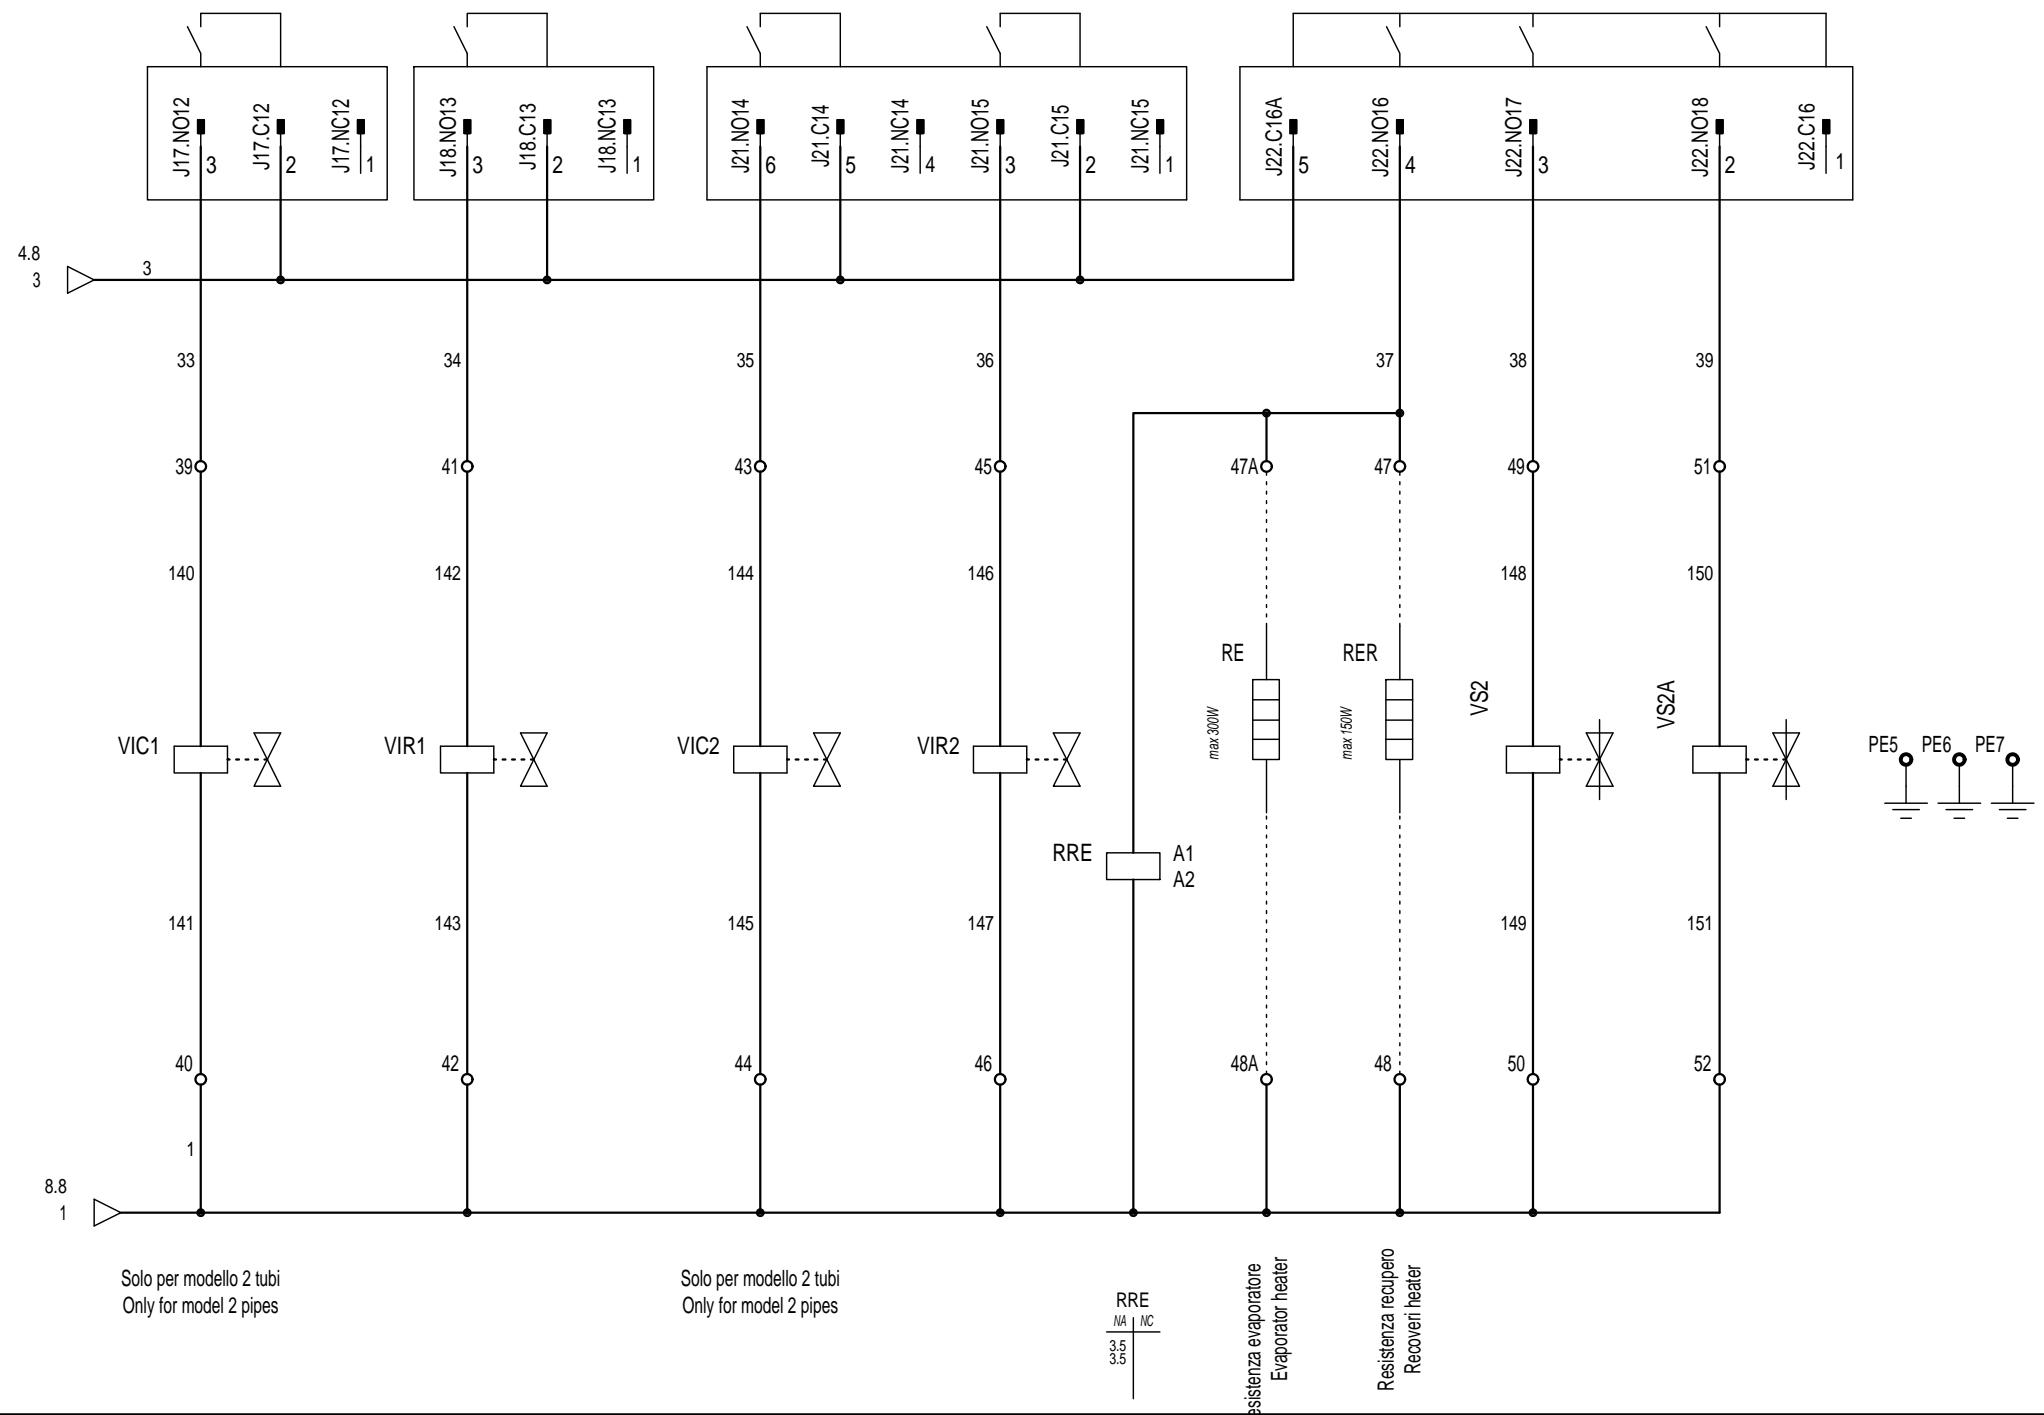 J17.NO12
3
J17.C12
2
J17.NC12
1
J18.NO13
3
J18.C13
2
J18.NC13
1
J21.NO14
6
J21.C14
5
J21.NC14
4
J21.NO15
3
J21.C15
2
J21.NC15
1
J22.C16A
5
J22.NO16
4
J22.NO17
3
J22.NO18
2
J22.C16
1
4.8
3
3
33
34
35
36
37
38
39
39
41
43
45
47A
47
49
51
140
142
144
146
148
150
RE
max 300W
RER
max 150W
VS2
VS2A
VIC1
VIR1
VIC2
VIR2
PE5
PE6
PE7
RRE
A1
A2
141
143
145
147
149
151
40
42
44
46
48A
48
50
52
1
8.8
1
Solo per modello 2 tubi
Only for model 2 pipes
Solo per modello 2 tubi
Only for model 2 pipes
RRE
NA NC
3.5
3.5
esistenza evaporatore
Evaporator heater
Resistenza recupero
Recoveri heater